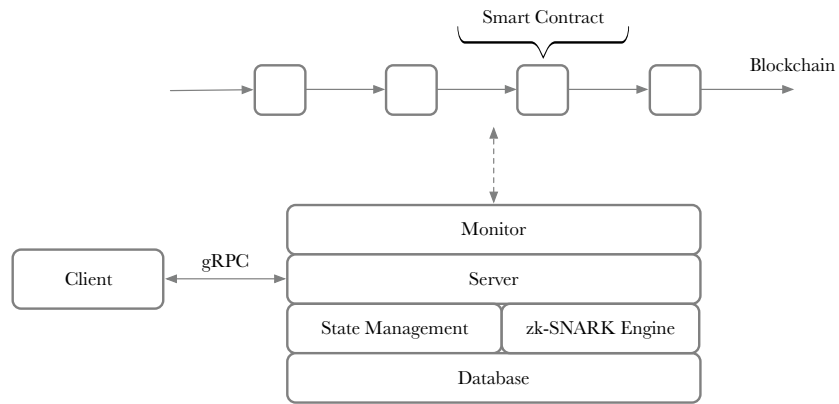 Smart Contract
Blockchain
Monitor
Client
gRPC
Server
State Management
zk-SNARK Engine
Database